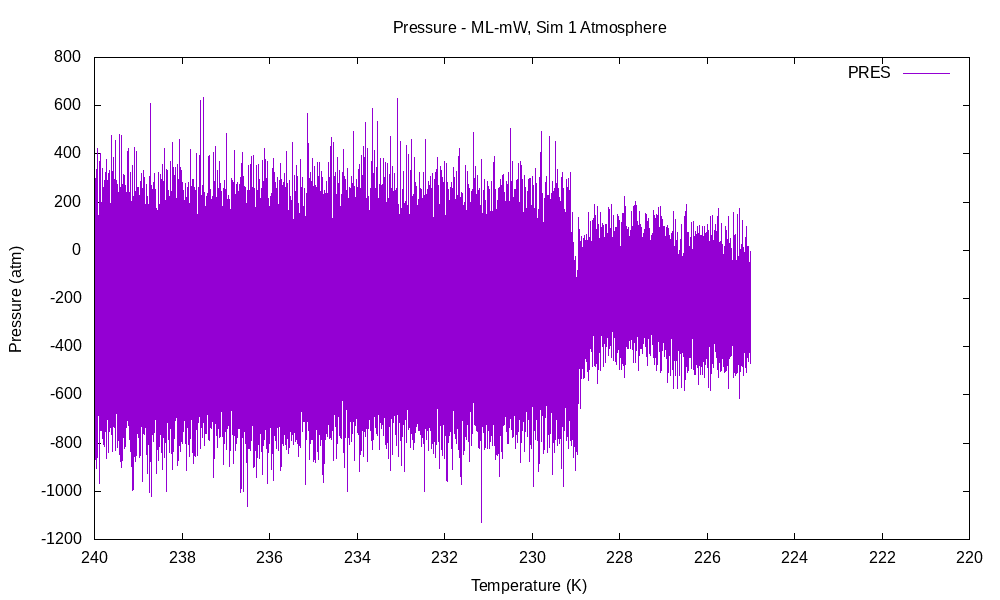 Pressure - ML-mW, Sim 1 Atmosphere
PRES
800
600
400
200
0
-200
-400
-600
-800
-1000
-1200
Pressure (atm)
240 238 236 234 232 230 228 226 224 222 220
Temperature (K)